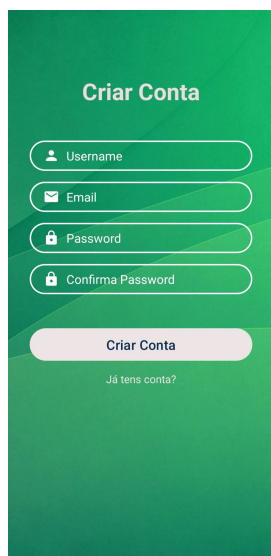 Criar Conta
Username
Email
Password
Confirma Password
Criar Conta
Já tens conta?